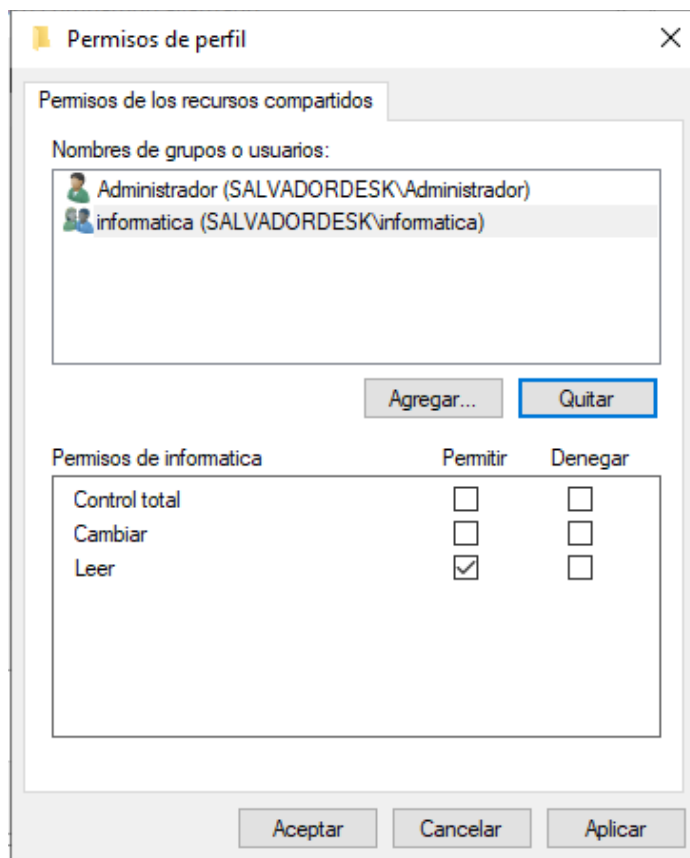 Permisos de perfil
Permisos de los recursos compartidos
Nombres de grupos o usuarios:
Administrador (SALVADORDESK\Administrador)
informatica (SALVADORDESK\informatica)
Agregar... Quitar
Permisos de informatica Permitir Denegar
Control total
Cambiar
Leer
Aceptar Cancelar Aplicar